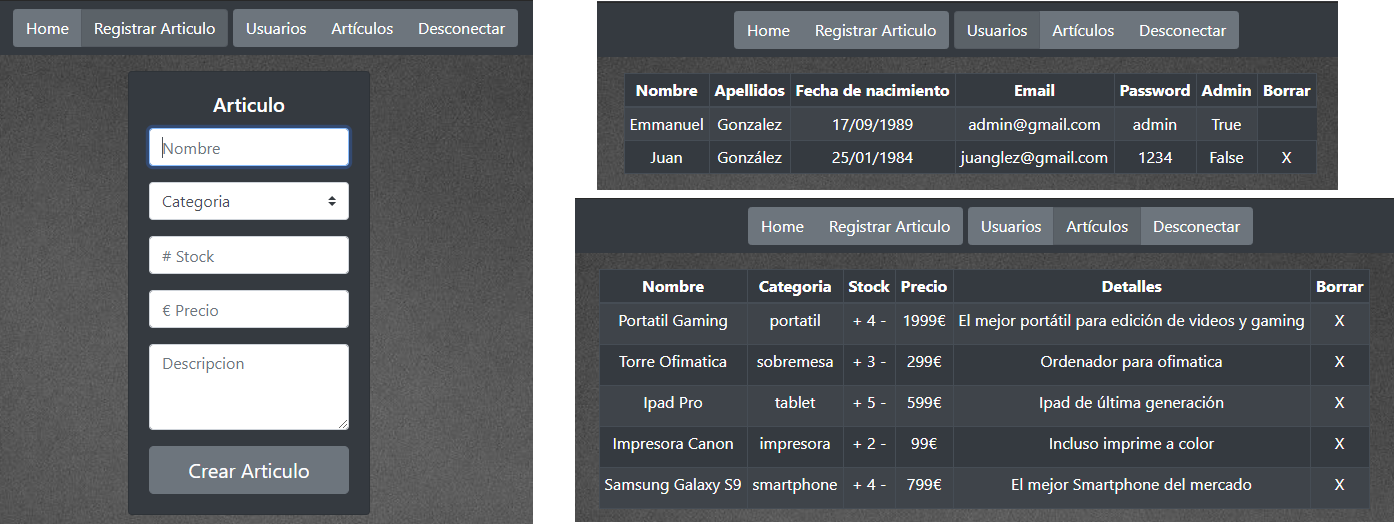 Home Registrar Articulo Usuarios Artículos Desconectar
Articulo
Nombre
Categoria
# Stock
€ Precio
Descripcion
Crear Articulo
Home Registrar Articulo Usuarios Artículos Desconectar
Nombre Apellidos Fecha de nacimiento Email Password Admin Borrar
Emmanuel Gonzalez 17/09/1989 admin@gmail.com admin True
Juan González 25/01/1984 juanglez@gmail.com 1234 False X
Home Registrar Articulo Usuarios Artículos Desconectar
Nombre Categoria Stock Precio Detalles Borrar
Portatil Gaming portatil + 4 - 1999€ El mejor portátil para edición de videos y gaming X
Torre Ofimatica sobremesa + 3 - 299€ Ordenador para ofimatica X
Ipad Pro tablet + 5 - 599€ Ipad de última generación X
Impresora Canon impresora + 2 - 99€ Incluso imprime a color X
Samsung Galaxy S9 smartphone + 4 - 799€ El mejor Smartphone del mercado X